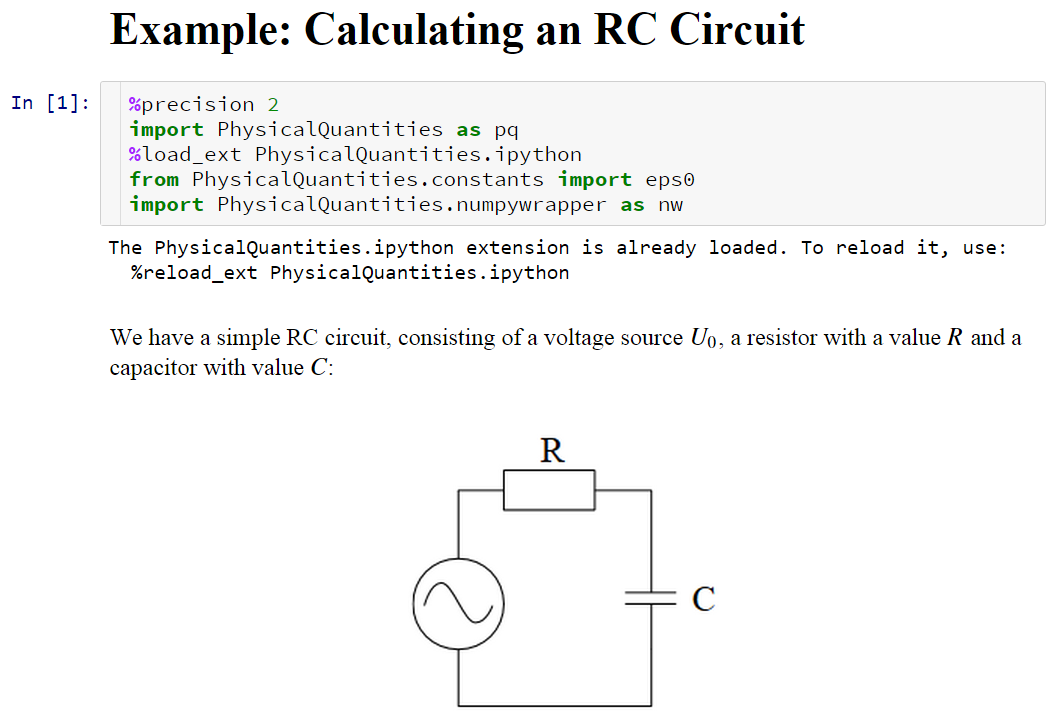 Example: Calculating an RC Circuit
In [1]:
%precision 2
import PhysicalQuantities as pq
%load_ext PhysicalQuantities.ipython
from PhysicalQuantities.constants import eps0
import PhysicalQuantities.numpywrapper as nw
The PhysicalQuantities.ipython extension is already loaded. To reload it, use:
  %reload_ext PhysicalQuantities.ipython
We have a simple RC circuit, consisting of a voltage source U₀, a resistor with a value R and a
capacitor with value C:
R
C